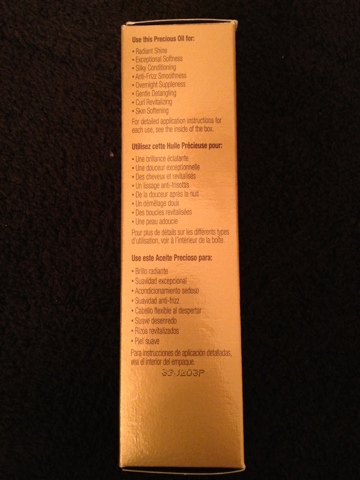 Use this Precious Oil for:
• Radiant Shine
• Exceptional Softness
• Silky Conditioning
• Anti-Frizz Smoothness
• Overnight Suppleness
• Gentle Detangling
• Curl Revitalizing
• Skin Softening
For detailed application instructions for
each use, see the inside of the box.
Utilisez cette Huile Précieuse pour:
• Une brillance éclatante
• Une douceur exceptionnelle
• Des cheveux et revitalisés
• Un lissage anti-frisottis
• De la douceur après la nuit
• Un démêlage doux
• Des boucles revitalisées
• Une peau adoucie
Pour plus de détails sur les différents types
d'utilisation, voir à l'intérieur de la boîte.
Use este Aceite Precioso para:
• Brillo radiante
• Suavidad excepcional
• Acondicionamiento sedoso
• Suavidad anti-frizz
• Cabello flexible al despertar
• Suave desenredo
• Rizos revitalizados
• Piel suave
Para instrucciones de aplicación détalladas,
vea el interior del empaque.